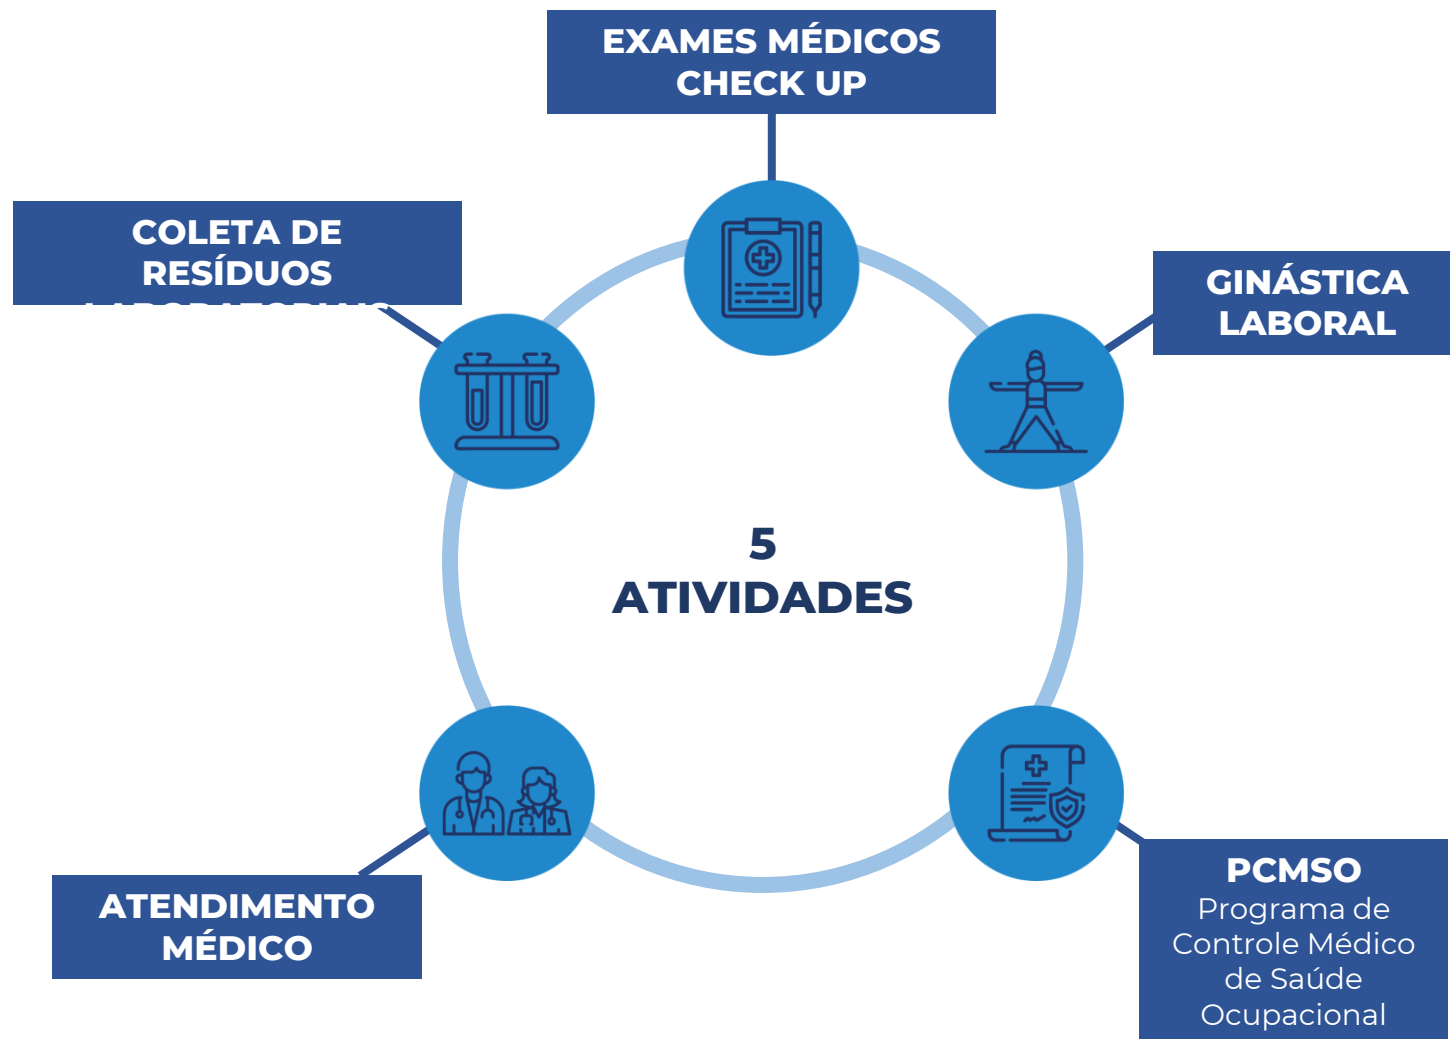 EXAMES MÉDICOS
CHECK UP
COLETA DE
RESÍDUOS
GINÁSTICA
LABORAL
5
ATIVIDADES
ATENDIMENTO
MÉDICO
PCMSO
Programa de
Controle Médico
de Saúde
Ocupacional